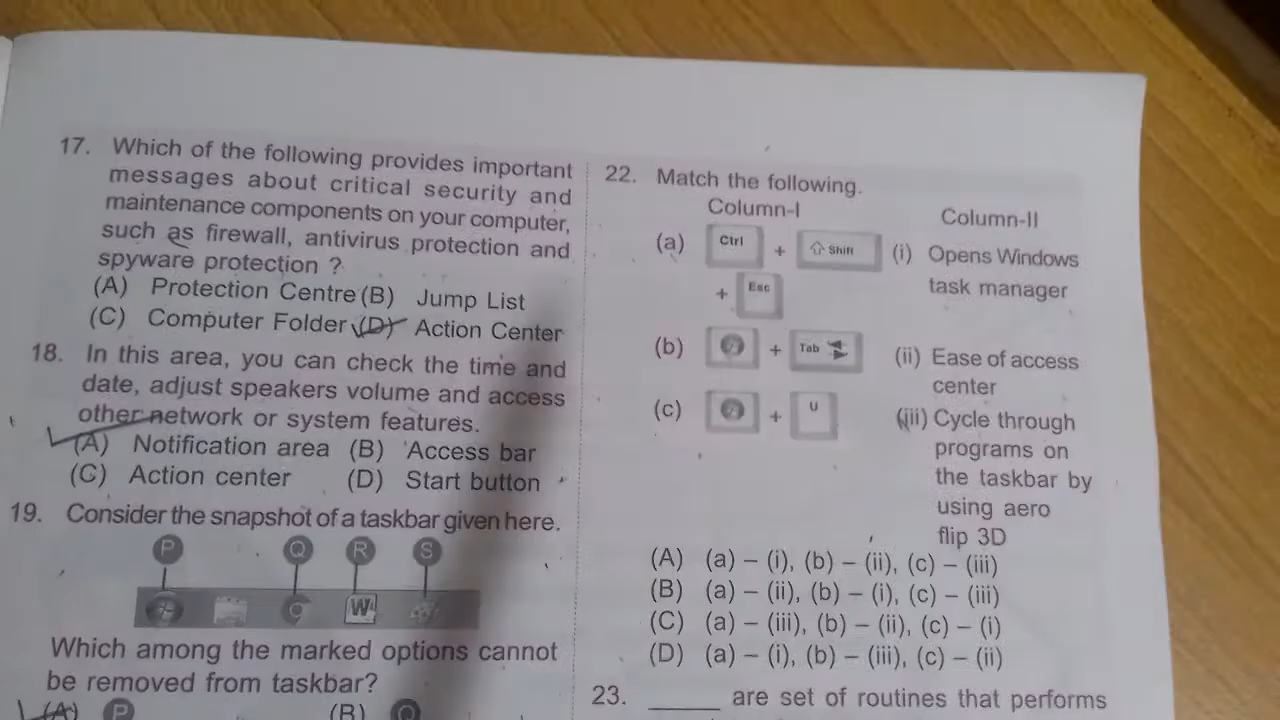 17. Which of the following provides important
messages about critical security and
maintenance components on your computer,
such as firewall, antivirus protection and
spyware protection ?
(A) Protection Centre (B) Jump List
(C) Computer Folder (D) Action Center
18. In this area, you can check the time and
date, adjust speakers volume and access
other network or system features.
(A) Notification area (B) Access bar
(C) Action center (D) Start button
19. Consider the snapshot of a taskbar given here.
P Q R S
W
Which among the marked options cannot
be removed from taskbar?
(A) P (B) Q
22. Match the following.
Column-I Column-II
(a) Ctrl + Shift (i) Opens Windows
+ Esc task manager
(b) + Tab (ii) Ease of access
center
(c) + U (iii) Cycle through
programs on
the taskbar by
using aero
flip 3D
(A) (a) – (i), (b) – (ii), (c) – (iii)
(B) (a) – (ii), (b) – (i), (c) – (iii)
(C) (a) – (iii), (b) – (ii), (c) – (i)
(D) (a) – (i), (b) – (iii), (c) – (ii)
23. ______ are set of routines that performs